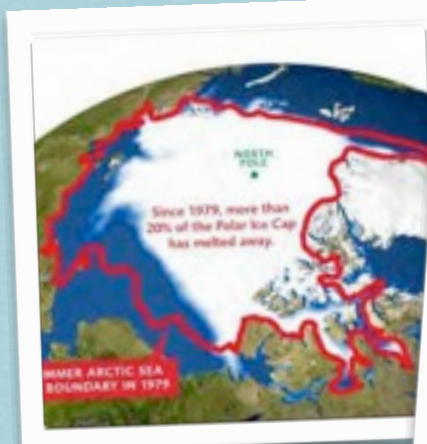 NORTH
POLE
Since 1979, more than
20% of the Polar Ice Cap
has melted away.
MMER ARCTIC SEA
BOUNDARY IN 1979